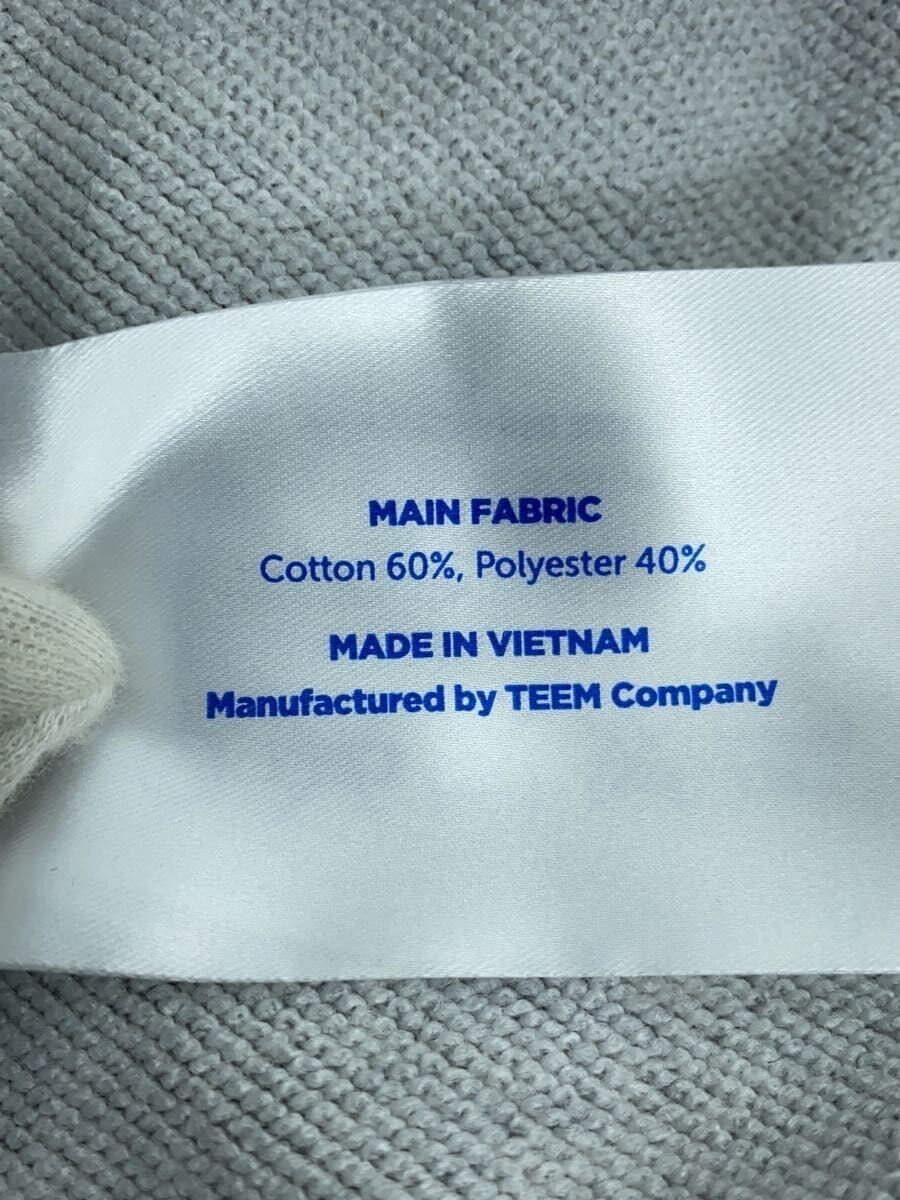 MAIN FABRIC
Cotton 60%, Polyester 40%
MADE IN VIETNAM
Manufactured by TEEM Company